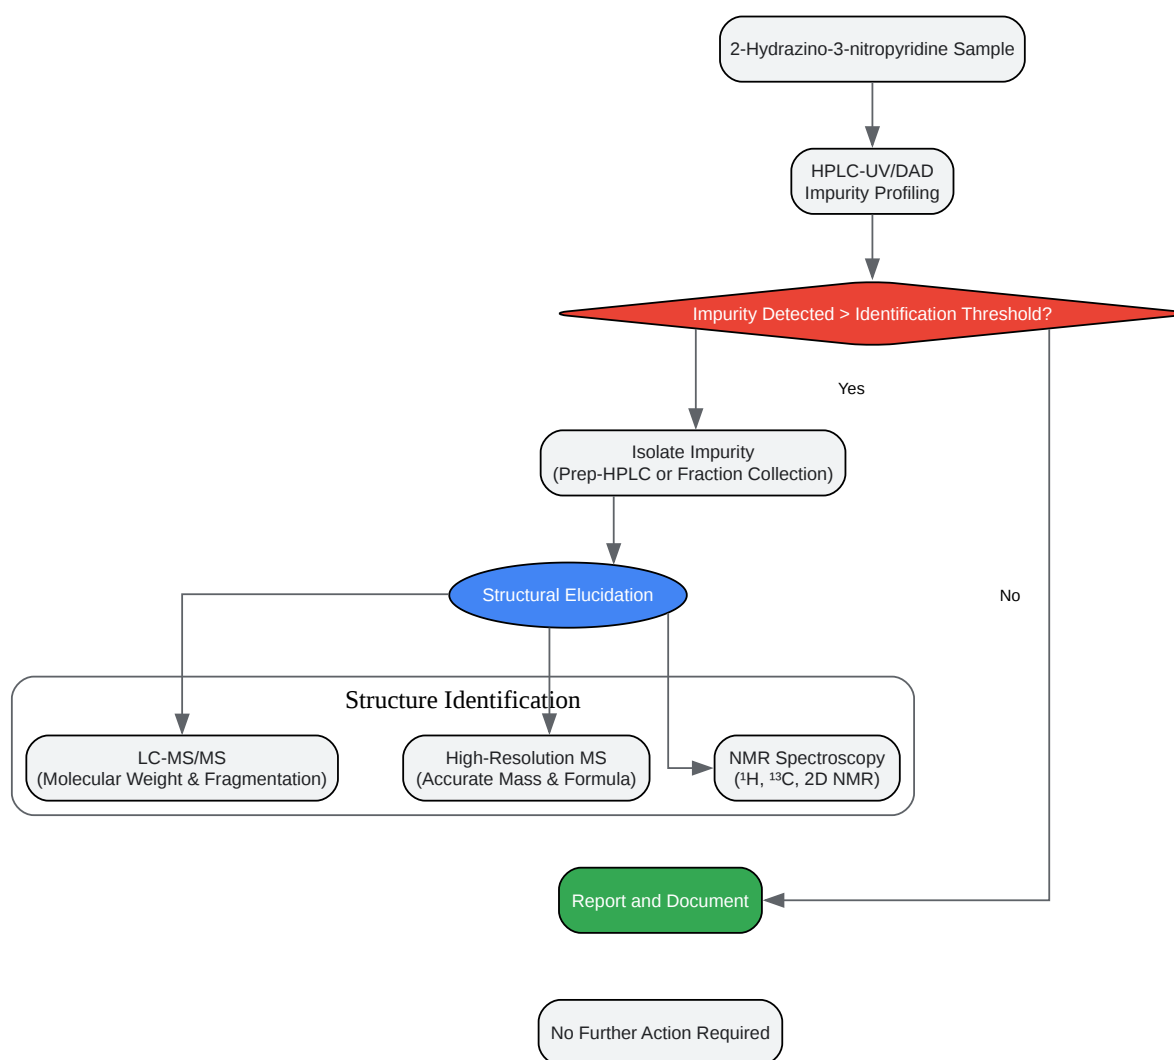 2-Hydrazino-3-nitropyridine Sample
HPLC-UV/DAD
Impurity Profiling
Impurity Detected > Identification Threshold?
Yes
Isolate Impurity
(Prep-HPLC or Fraction Collection)
Structural Elucidation
No
Structure Identification
LC-MS/MS
(Molecular Weight & Fragmentation)
High-Resolution MS
(Accurate Mass & Formula)
NMR Spectroscopy
(¹H, ¹³C, 2D NMR)
Report and Document
No Further Action Required